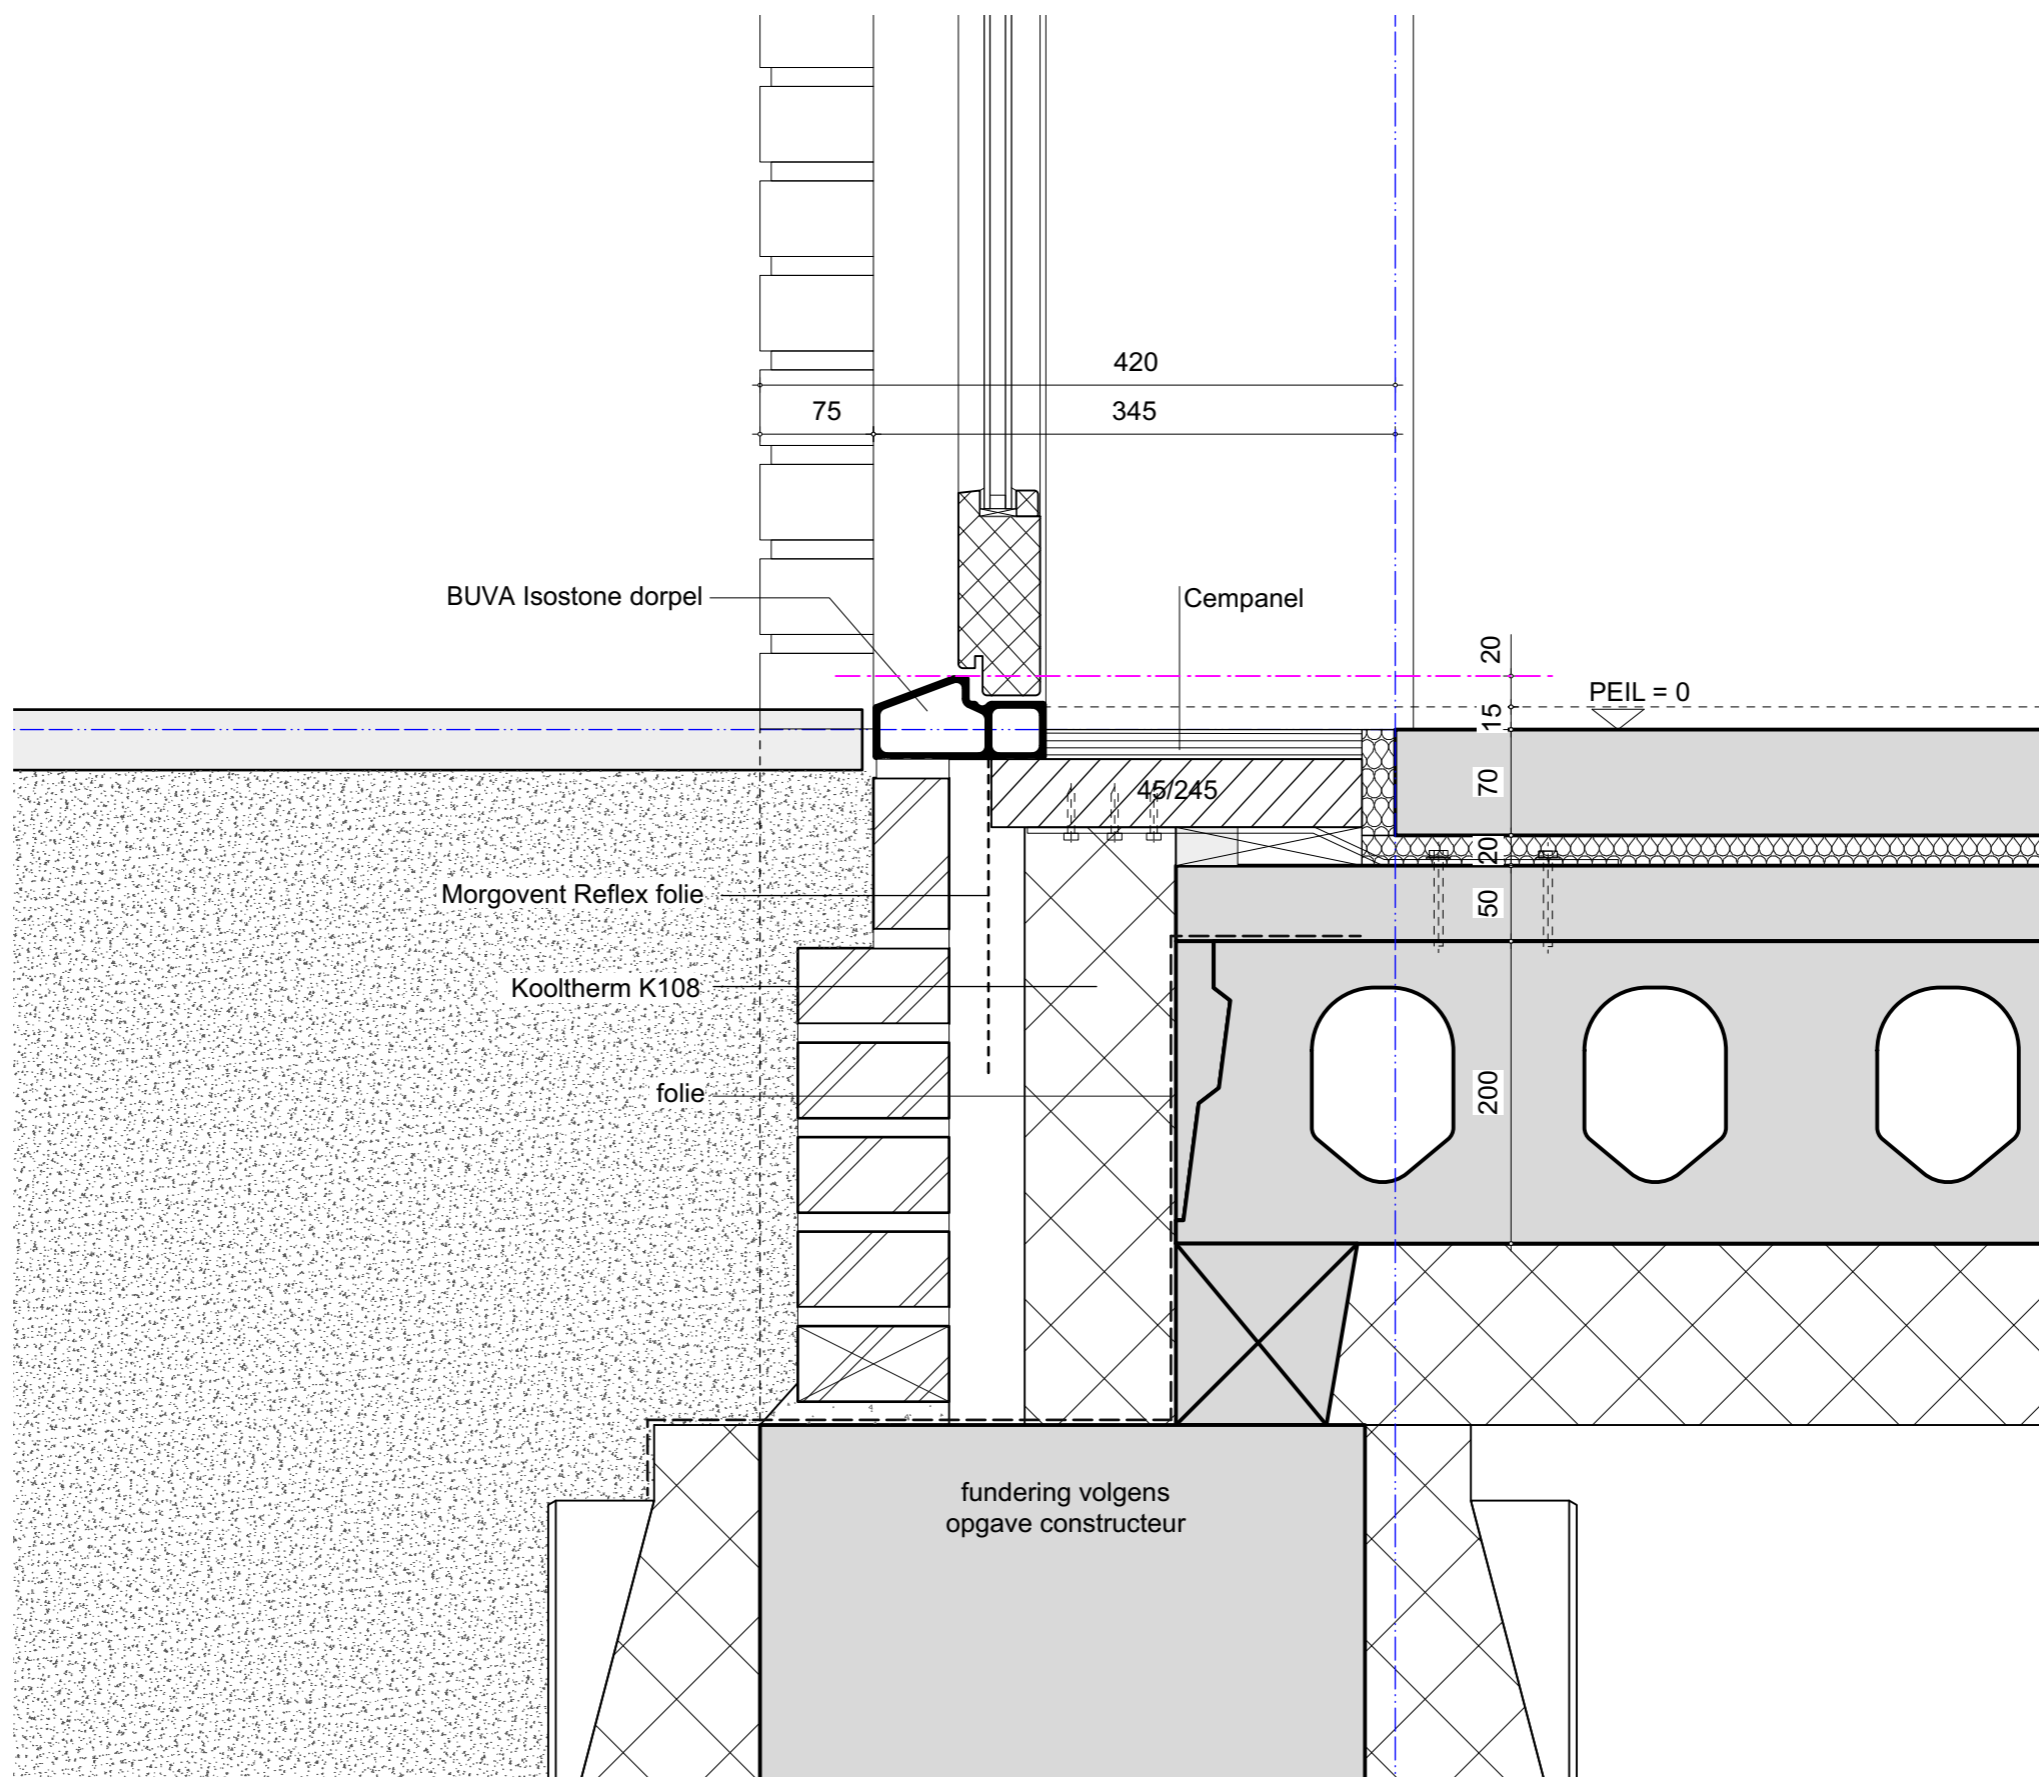 420
75
345
BUVA Isostone dorpel
Cempanel
20
PEIL = 0
15
45/245
70
20
Morgovent Reflex folie
50
Kooltherm K108
folie
200
fundering volgens
opgave constructeur